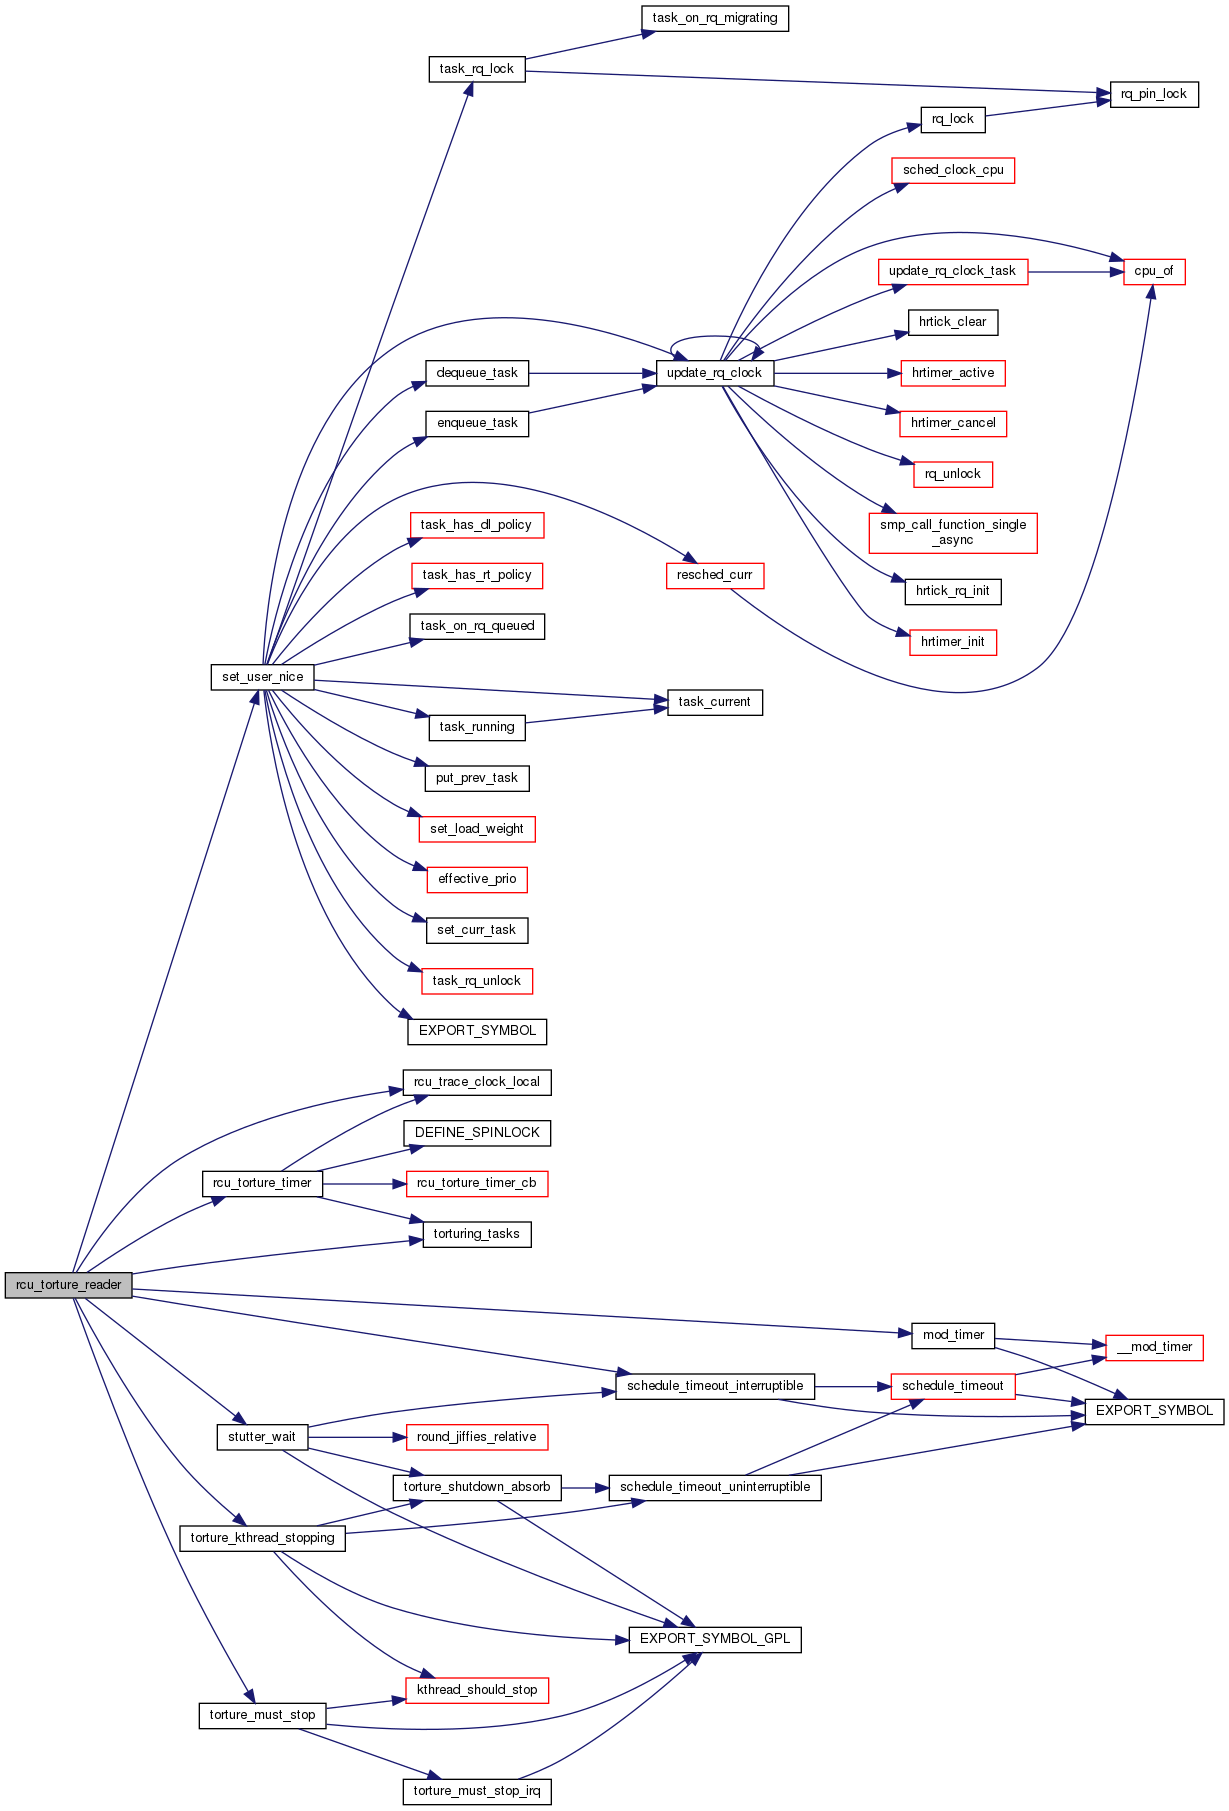 task_on_rq_migrating
task_rq_lock
rq_pin_lock
rq_lock
sched_clock_cpu
update_rq_clock_task
cpu_of
hrtick_clear
dequeue_task
update_rq_clock
hrtimer_active
enqueue_task
hrtimer_cancel
rq_unlock
task_has_dl_policy
smp_call_function_single
_async
task_has_rt_policy
resched_curr
hrtick_rq_init
task_on_rq_queued
hrtimer_init
set_user_nice
task_current
task_running
put_prev_task
set_load_weight
effective_prio
set_curr_task
task_rq_unlock
EXPORT_SYMBOL
rcu_trace_clock_local
DEFINE_SPINLOCK
rcu_torture_timer
rcu_torture_timer_cb
torturing_tasks
rcu_torture_reader
mod_timer
__mod_timer
schedule_timeout_interruptible
schedule_timeout
EXPORT_SYMBOL
stutter_wait
round_jiffies_relative
torture_shutdown_absorb
schedule_timeout_uninterruptible
torture_kthread_stopping
EXPORT_SYMBOL_GPL
kthread_should_stop
torture_must_stop
torture_must_stop_irq